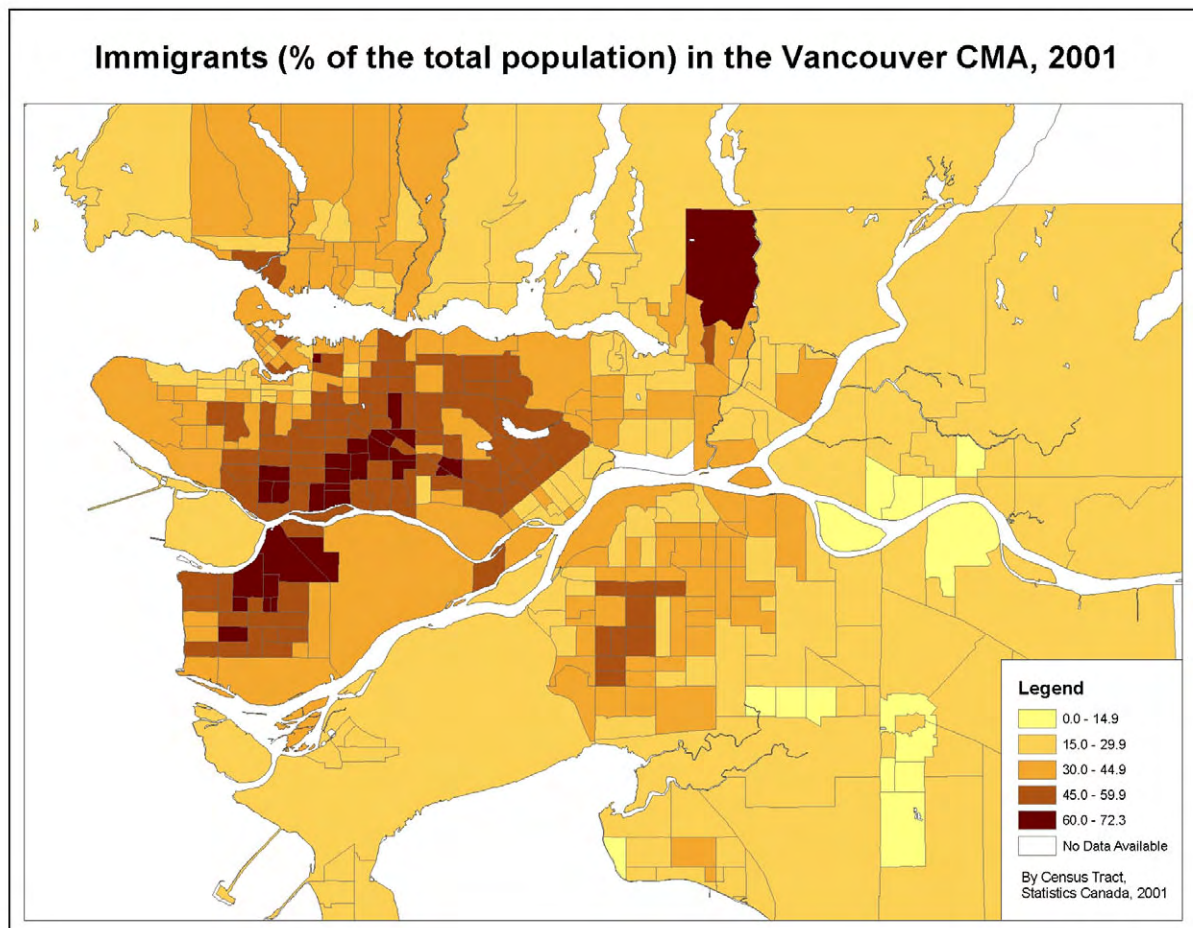 Immigrants (% of the total population) in the Vancouver CMA, 2001
Legend
0.0 - 14.9
15.0 - 29.9
30.0 - 44.9
45.0 - 59.9
60.0 - 72.3
No Data Available
By Census Tract,
Statistics Canada, 2001